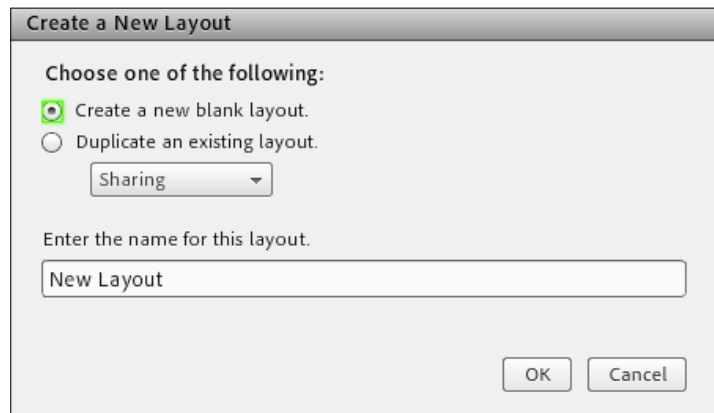 Create a New Layout
Choose one of the following:
Create a new blank layout.
Duplicate an existing layout.
Sharing
Enter the name for this layout.
New Layout
OK Cancel